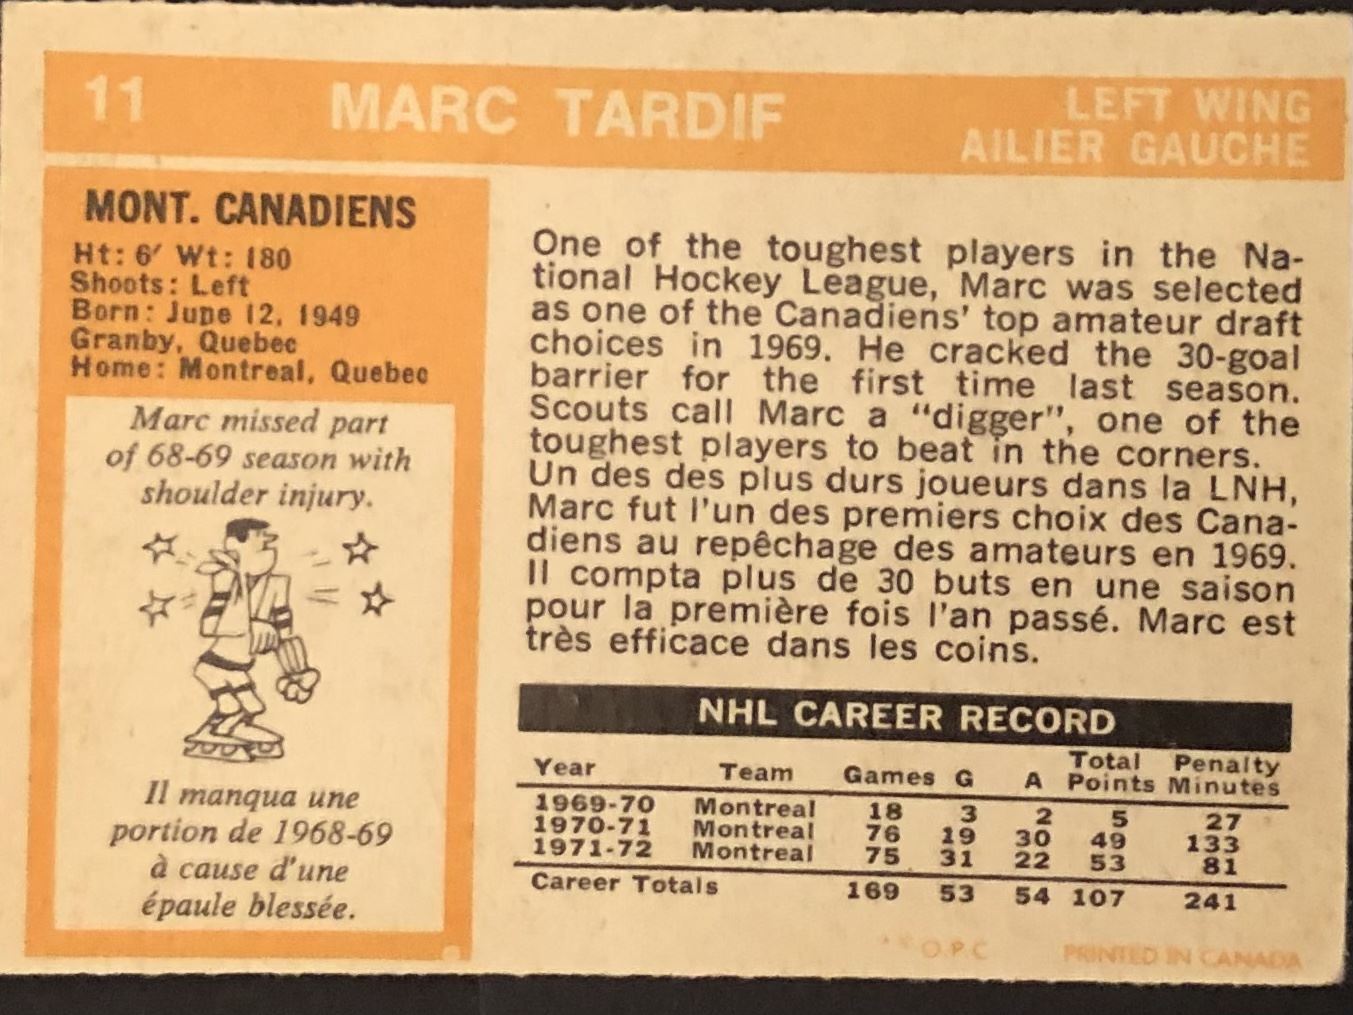 11 MARC TARDIF LEFT WING
AILIER GAUCHE
MONT. CANADIENS
Ht: 6′ Wt: 180
Shoots: Left
Born: June 12, 1949
Granby, Quebec
Home: Montreal, Quebec
Marc missed part
of 68-69 season with
shoulder injury.
Il manqua une
portion de 1968-69
à cause d'une
épaule blessée.
One of the toughest players in the Na-
tional Hockey League, Marc was selected
as one of the Canadiens' top amateur draft
choices in 1969. He cracked the 30-goal
barrier for the first time last season.
Scouts call Marc a "digger", one of the
toughest players to beat in the corners.
Un des des plus durs joueurs dans la LNH,
Marc fut l'un des premiers choix des Cana-
diens au repêchage des amateurs en 1969.
Il compta plus de 30 buts en une saison
pour la première fois l'an passé. Marc est
très efficace dans les coins.
NHL CAREER RECORD
Year Team Games G A Total Points Penalty Minutes
1969-70 Montreal 18 3 2 5 27
1970-71 Montreal 76 19 30 49 133
1971-72 Montreal 75 31 22 53 81
Career Totals 169 53 54 107 241
O.P.C PRINTED IN CANADA